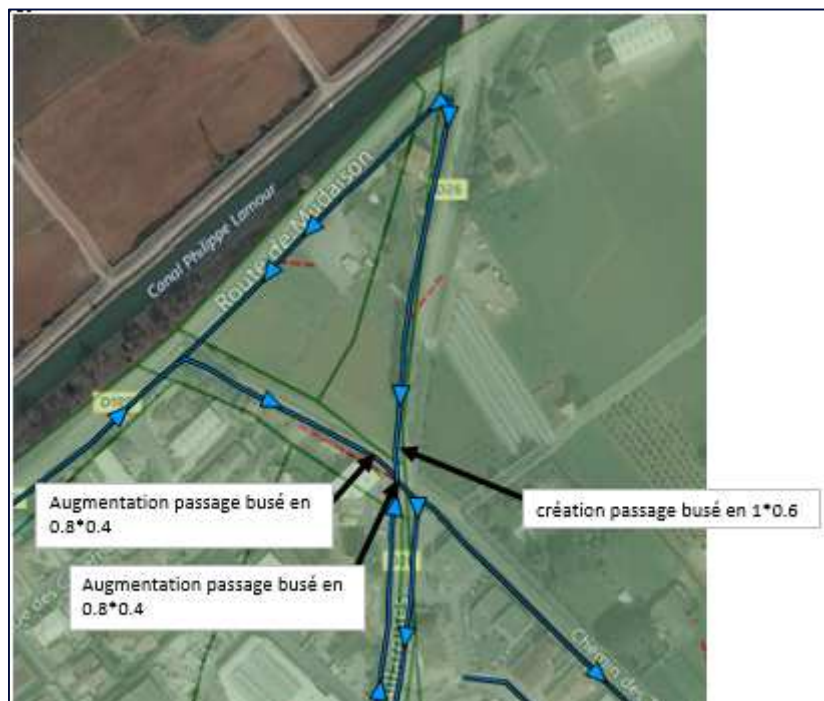 Route de Mudaison
Canal Philippe Lamour
D26
Augmentation passage busé en
0.8*0.4
création passage busé en 1*0.6
Augmentation passage busé en
0.8*0.4
Chemin des